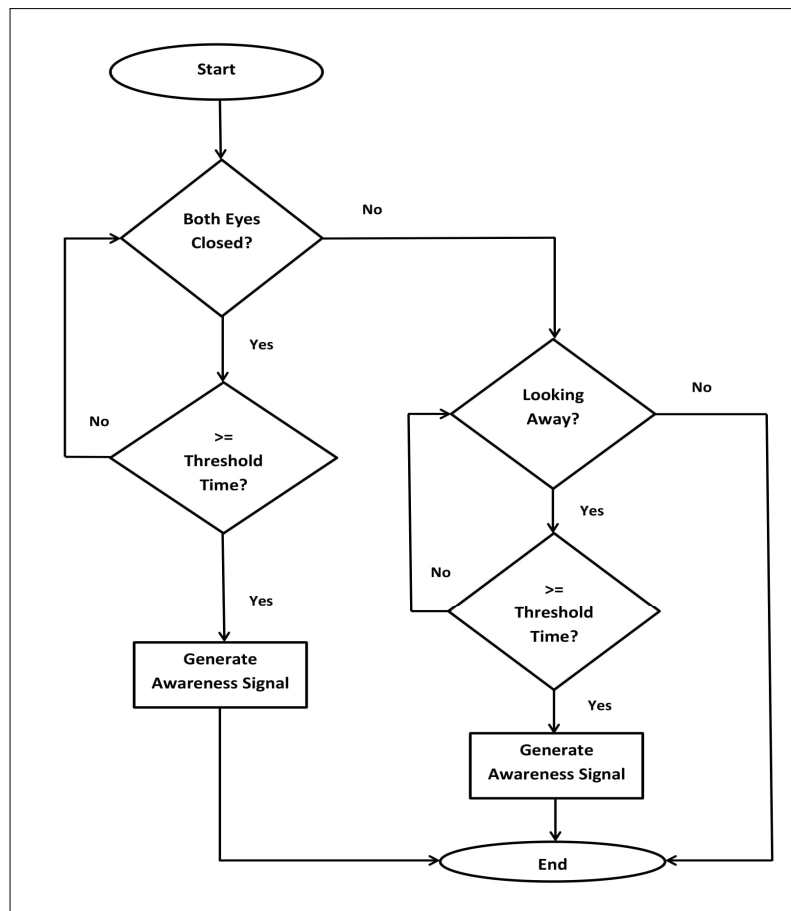 Start
Both Eyes
Closed?
No
Yes
No
>=
Threshold
Time?
Looking
Away?
No
Yes
No
>=
Threshold
Time?
Yes
Generate
Awareness Signal
Yes
Generate
Awareness Signal
End